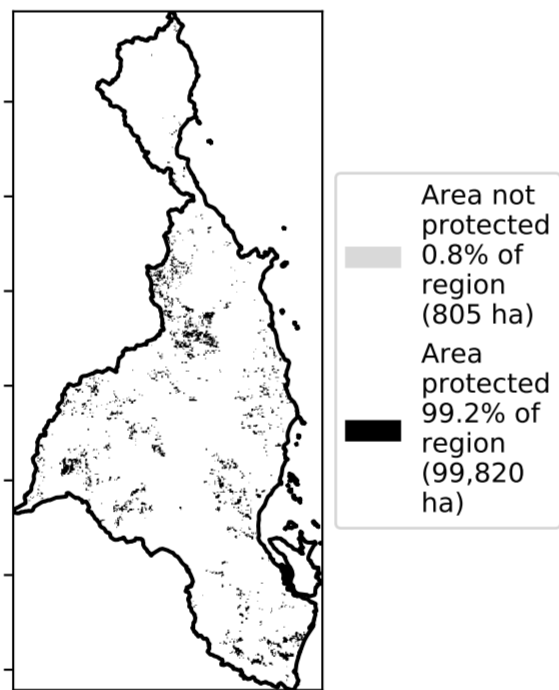 Area not
protected
0.8% of
region
(805 ha)
Area
protected
99.2% of
region
(99,820
ha)